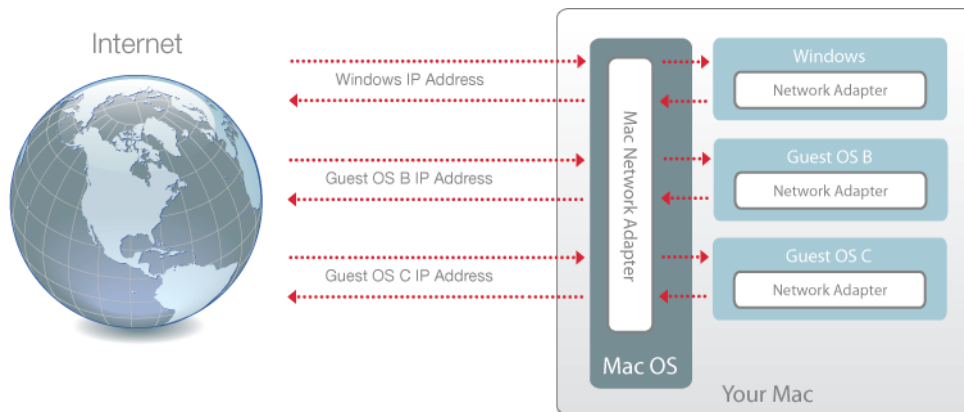 Internet
Windows IP Address
Guest OS B IP Address
Guest OS C IP Address
Mac Network Adapter
Mac OS
Windows
Network Adapter
Guest OS B
Network Adapter
Guest OS C
Network Adapter
Your Mac